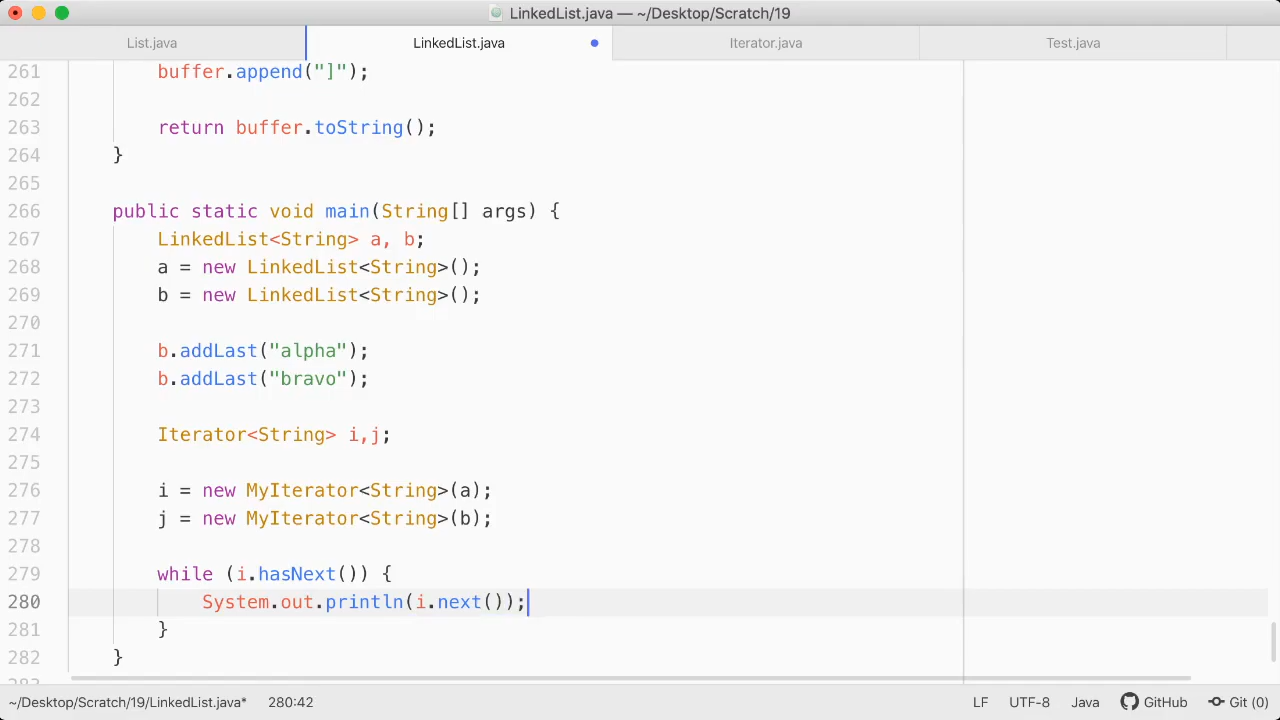 LinkedList.java — ~/Desktop/Scratch/19
List.java LinkedList.java Iterator.java Test.java
261 buffer.append("]");
262
263 return buffer.toString();
264 }
265
266 public static void main(String[] args) {
267 LinkedList<String> a, b;
268 a = new LinkedList<String>();
269 b = new LinkedList<String>();
270
271 b.addLast("alpha");
272 b.addLast("bravo");
273
274 Iterator<String> i,j;
275
276 i = new MyIterator<String>(a);
277 j = new MyIterator<String>(b);
278
279 while (i.hasNext()) {
280 System.out.println(i.next());
281 }
282 }
283
~/Desktop/Scratch/19/LinkedList.java* 280:42 LF UTF-8 Java GitHub Git (0)